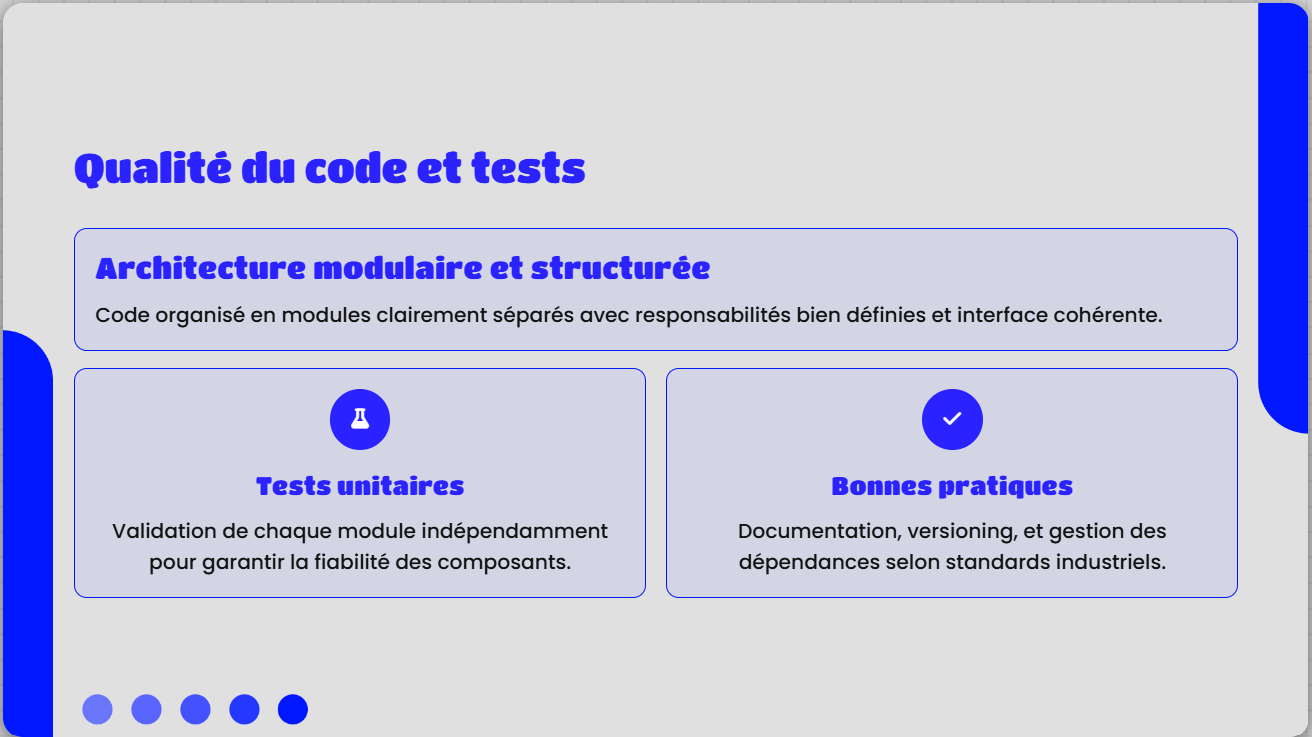 Qualité du code et tests
Architecture modulaire et structurée
Code organisé en modules clairement séparés avec responsabilités bien définies et interface cohérente.
Tests unitaires
Validation de chaque module indépendamment
pour garantir la fiabilité des composants.
Bonnes pratiques
Documentation, versioning, et gestion des
dépendances selon standards industriels.